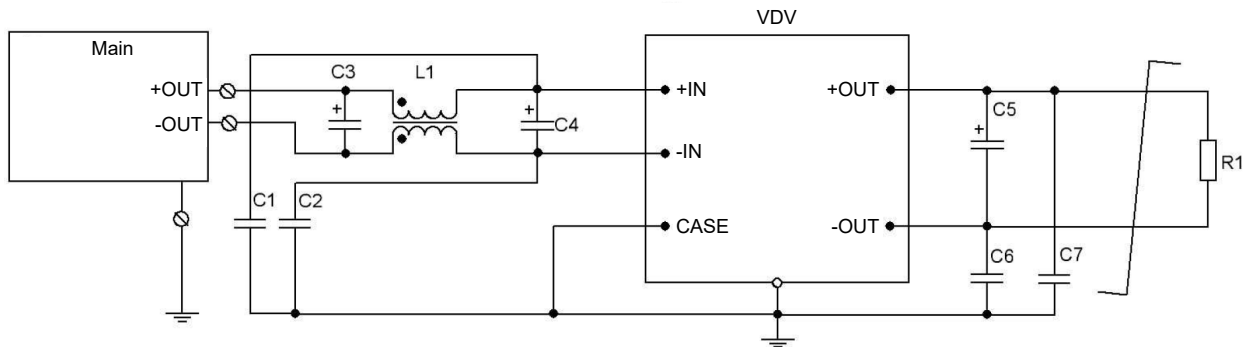 VDV
Main
+OUT
-OUT
C3
L1
+
+
C4
C1
C2
+IN
-IN
CASE
+OUT
-OUT
C5
+
C6
C7
R1